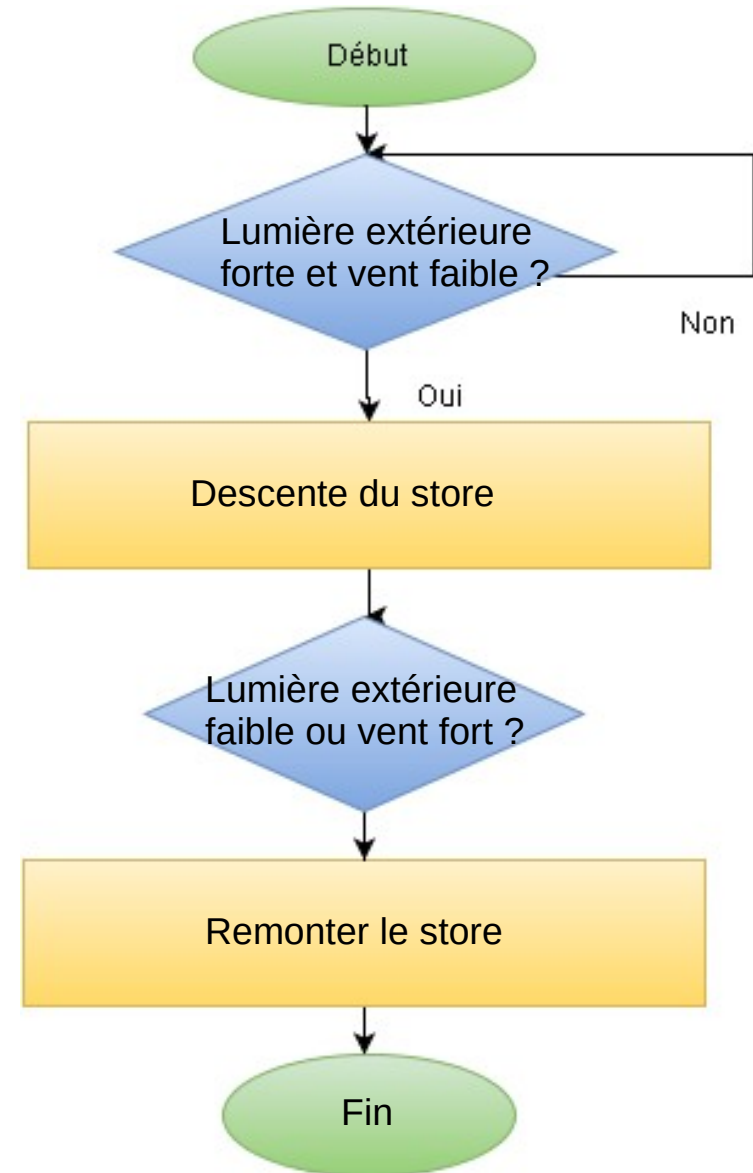 Début
Lumière extérieure
forte et vent faible ?
Non
Oui
Descente du store
Lumière extérieure
faible ou vent fort ?
Remonter le store
Fin